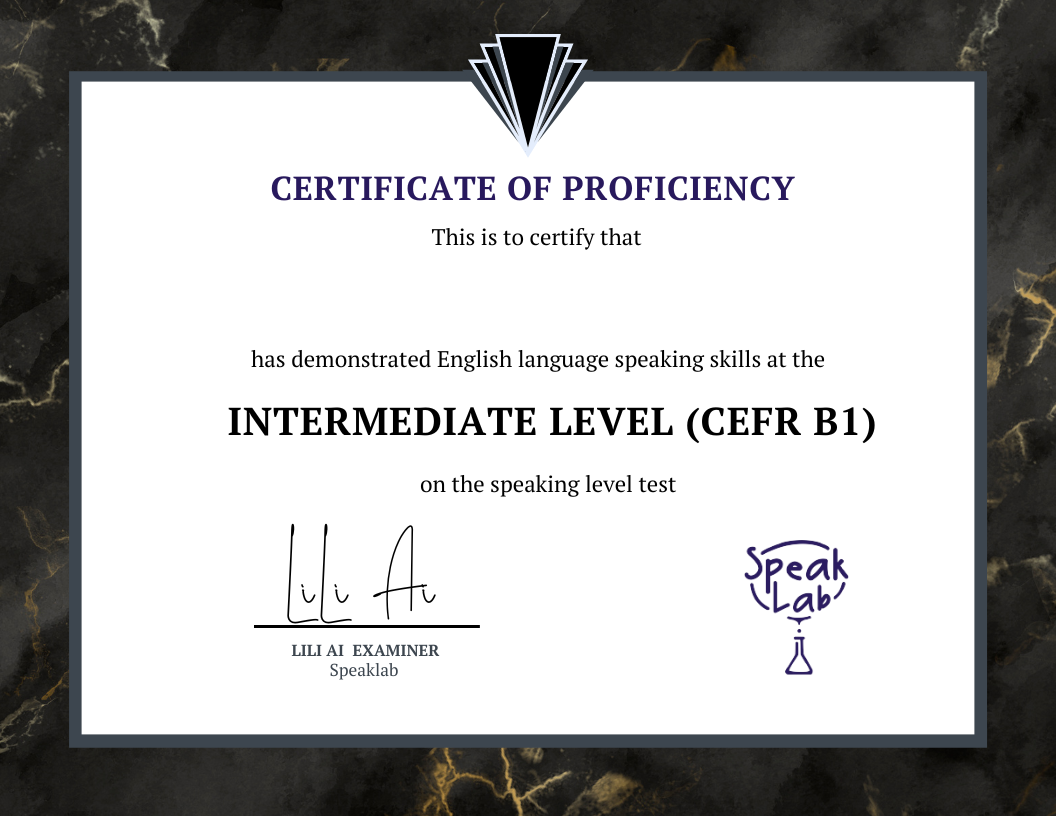 CERTIFICATE OF PROFICIENCY
This is to certify that
has demonstrated English language speaking skills at the
INTERMEDIATE LEVEL (CEFR B1)
on the speaking level test
LiLi Ai
LILI AI  EXAMINER
Speaklab
Speak
Lab